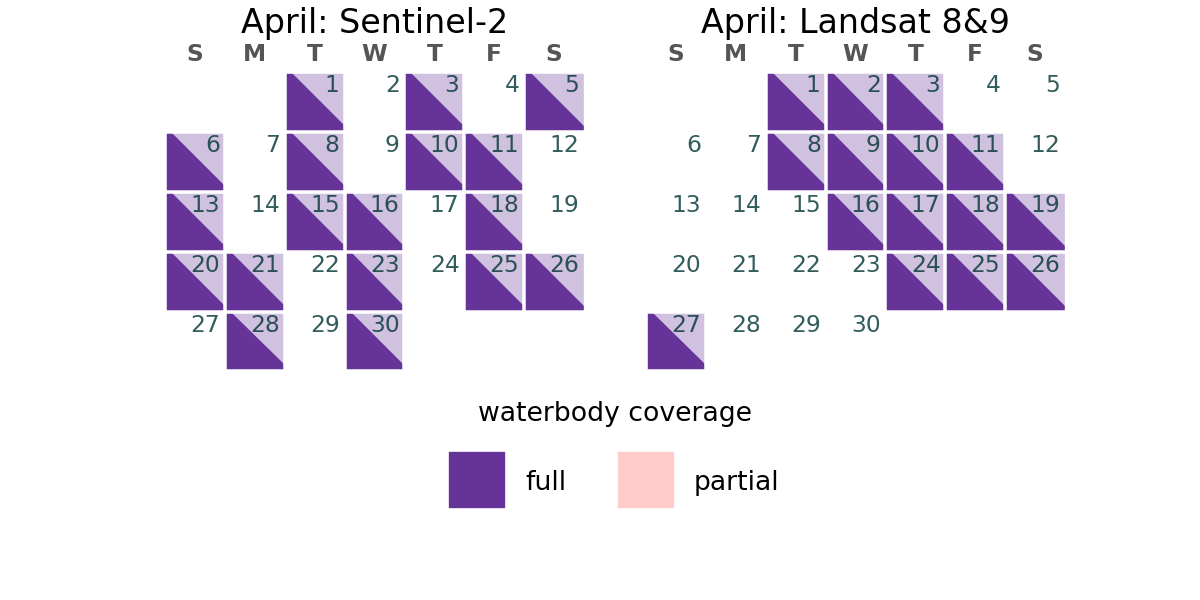 April: Sentinel-2
S M T W T F S
1 2 3 4 5
6 7 8 9 10 11 12
13 14 15 16 17 18 19
20 21 22 23 24 25 26
27 28 29 30
April: Landsat 8&9
S M T W T F S
1 2 3 4 5
6 7 8 9 10 11 12
13 14 15 16 17 18 19
20 21 22 23 24 25 26
27 28 29 30
waterbody coverage
full partial